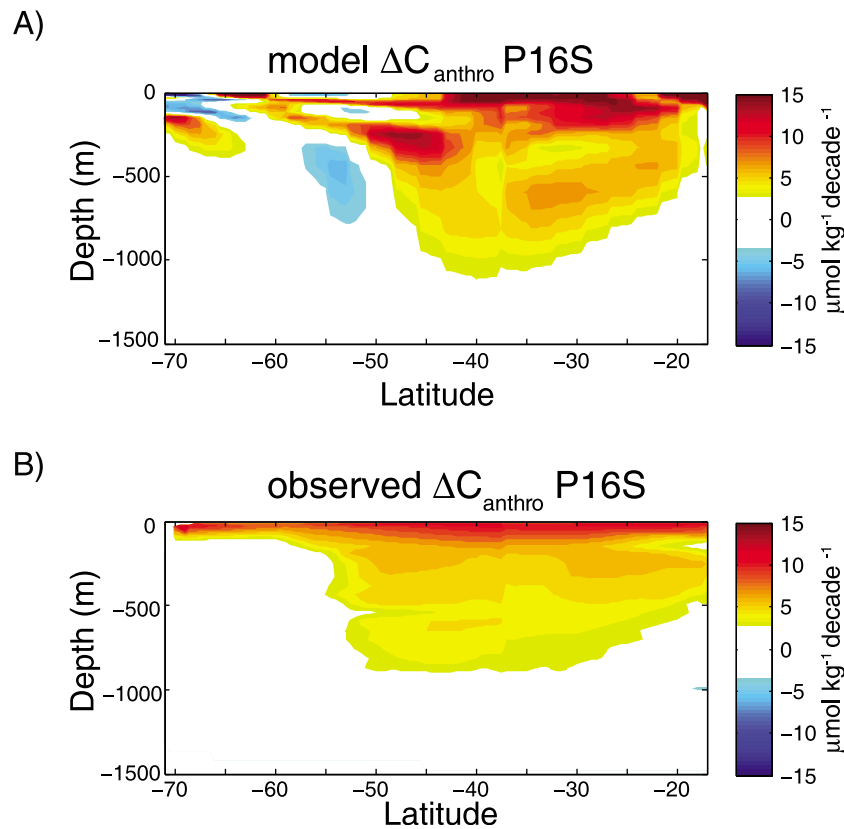 A)
model ΔC_anthro P16S
0
−500
−1000
−1500
Depth (m)
−70 −60 −50 −40 −30 −20
Latitude
15
10
5
0
−5
−10
−15
μmol kg⁻¹ decade⁻¹
B)
observed ΔC_anthro P16S
0
−500
−1000
−1500
Depth (m)
−70 −60 −50 −40 −30 −20
Latitude
15
10
5
0
−5
−10
−15
μmol kg⁻¹ decade⁻¹